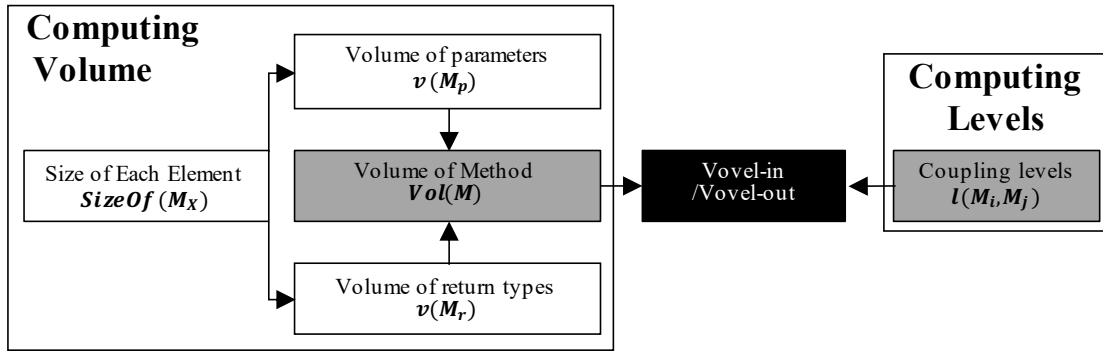 Computing
Volume
Volume of parameters
v(Mₚ)
Size of Each Element
SizeOf(M_X)
Volume of Method
Vol(M)
Volume of return types
v(Mᵣ)
Vovel-in
/Vovel-out
Computing
Levels
Coupling levels
l(Mᵢ,Mⱼ)